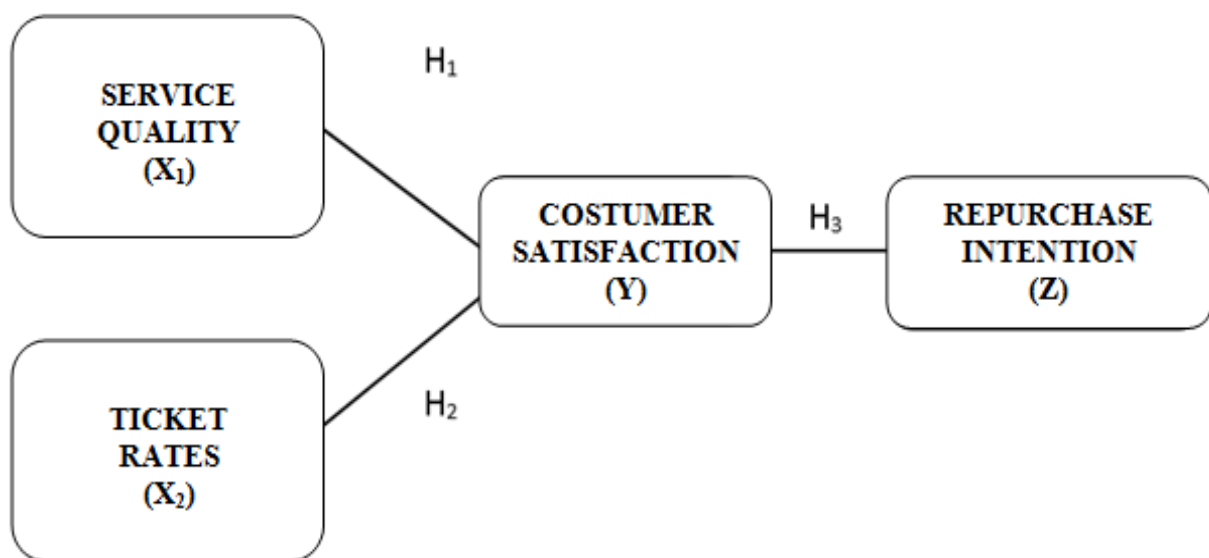 SERVICE
QUALITY
(X₁)
H₁
COSTUMER
SATISFACTION
(Y)
H₃
REPURCHASE
INTENTION
(Z)
TICKET
RATES
(X₂)
H₂